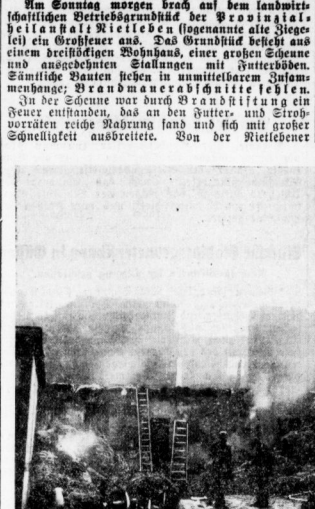 Am Sonntag morgen brach auf dem landwirt-
schaftlichen Betriebsgrundstück der Provinzial-
heilanstalt Nietleben (sogenannte alte Ziege-
lei) ein Großfeuer aus. Das Grundstück besteht aus
einem dreistöckigen Wohnhaus, einer großen Scheune
und ausgedehnten Stallungen mit Futterböden.
Sämtliche Bauten stehen in unmittelbarem Zusam-
menhange; Brandmauerabschnitte fehlen.
In der Scheune war durch Brandstiftung ein
Feuer entstanden, das an den Futter- und Stroh-
vorräten reiche Nahrung fand und sich mit großer
Schnelligkeit ausbreitete. Von der Nietlebener